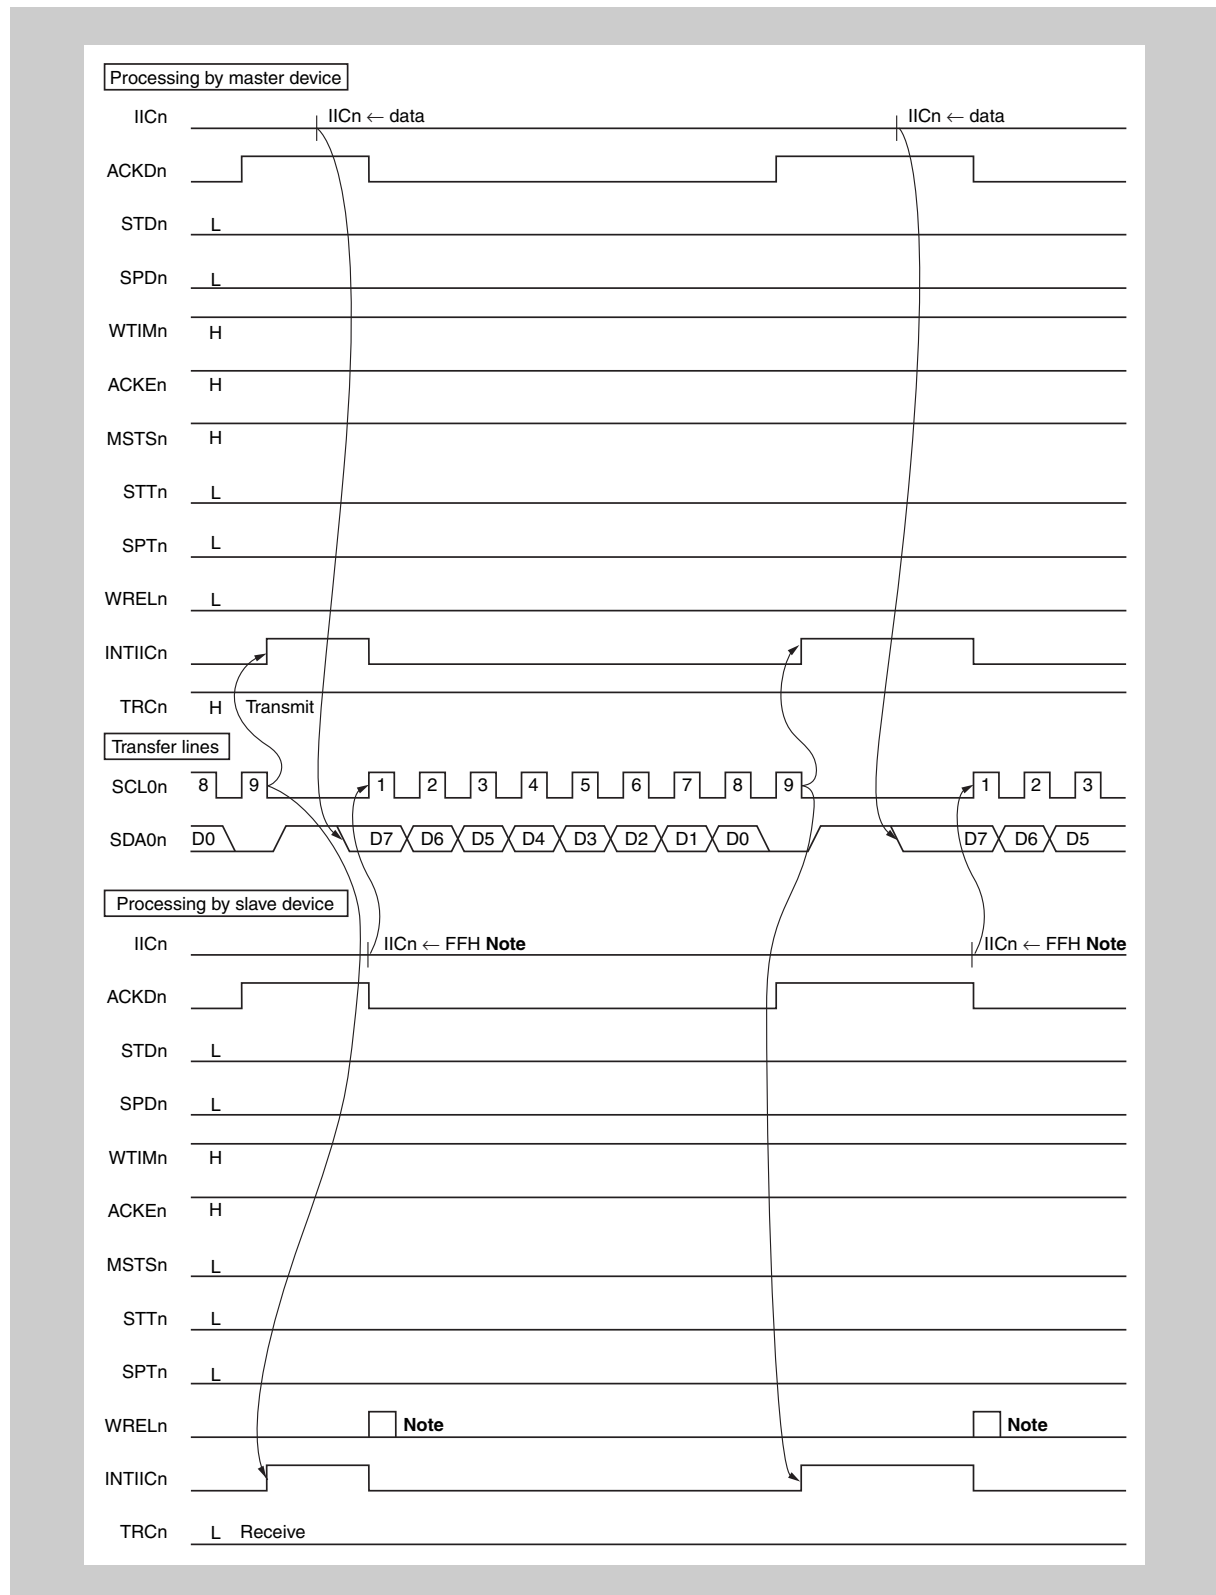 Processing by master device
IICn IICn ← data IICn ← data
ACKDn
STDn L
SPDn L
WTIMn H
ACKEn H
MSTSn H
STTn L
SPTn L
WRELn L
INTIICn
TRCn H Transmit
Transfer lines
SCL0n 8 9 1 2 3 4 5 6 7 8 9 1 2 3
SDA0n D0 D7 D6 D5 D4 D3 D2 D1 D0 D7 D6 D5
Processing by slave device
IICn IICn ← FFH Note IICn ← FFH Note
ACKDn
STDn L
SPDn L
WTIMn H
ACKEn H
MSTSn L
STTn L
SPTn L
WRELn Note Note
INTIICn
TRCn L Receive